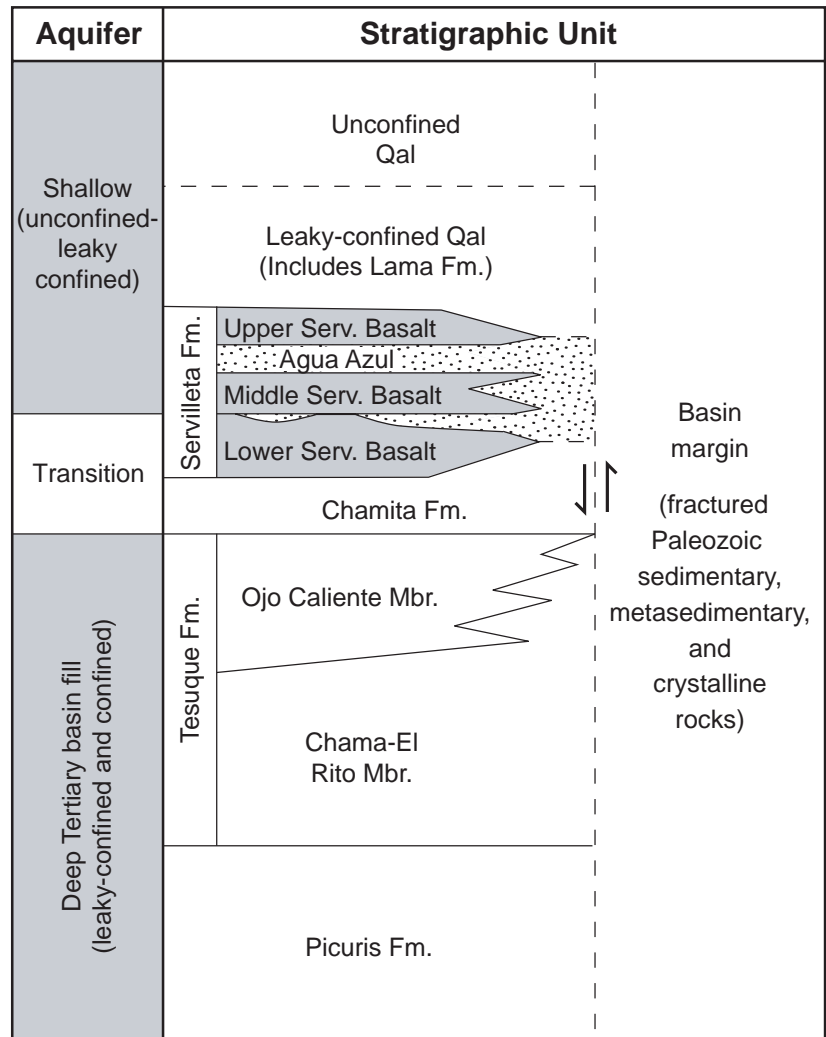 Aquifer
Stratigraphic Unit
Shallow
(unconfined-
leaky
confined)
Transition
Deep Tertiary basin fill
(leaky-confined and confined)
Unconfined
Qal
Leaky-confined Qal
(Includes Lama Fm.)
Servilleta Fm.
Upper Serv. Basalt
Agua Azul
Middle Serv. Basalt
Lower Serv. Basalt
Chamita Fm.
Tesuque Fm.
Ojo Caliente Mbr.
Chama-El
Rito Mbr.
Picuris Fm.
Basin
margin
(fractured
Paleozoic
sedimentary,
metasedimentary,
and
crystalline
rocks)